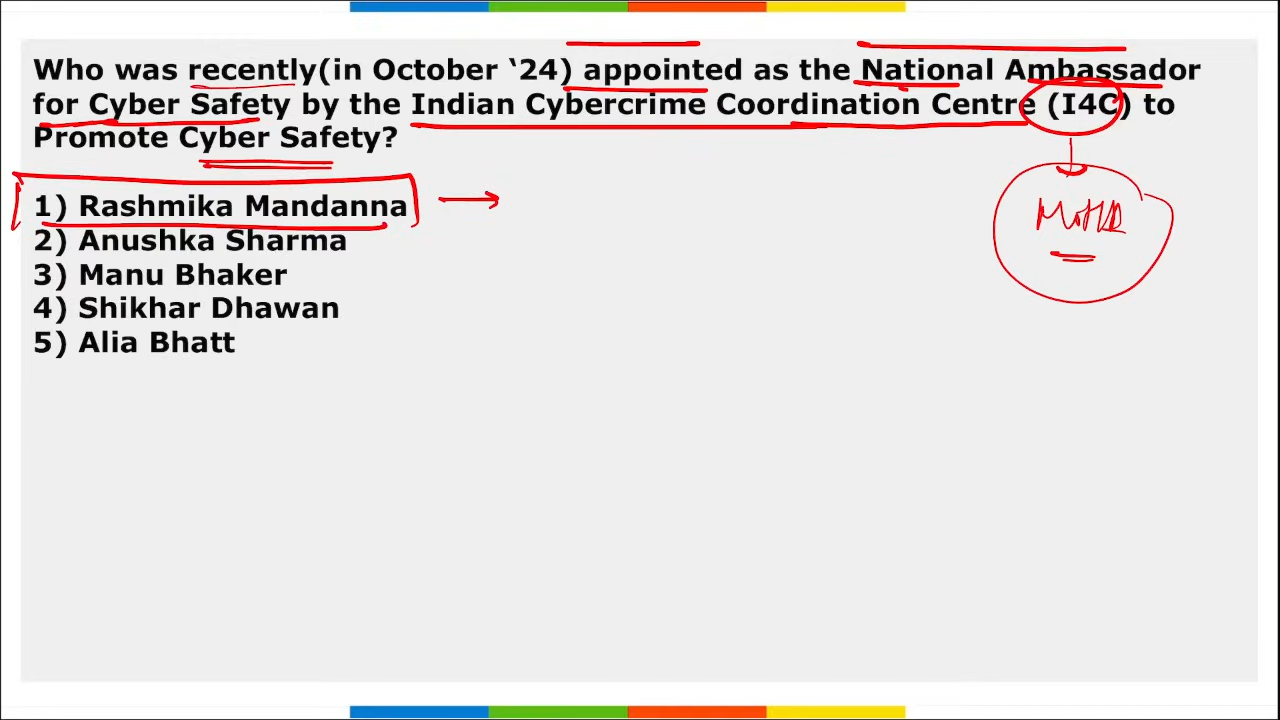 Who was recently(in October ‘24) appointed as the National Ambassador
for Cyber Safety by the Indian Cybercrime Coordination Centre (I4C) to
Promote Cyber Safety?
1) Rashmika Mandanna
2) Anushka Sharma
3) Manu Bhaker
4) Shikhar Dhawan
5) Alia Bhatt